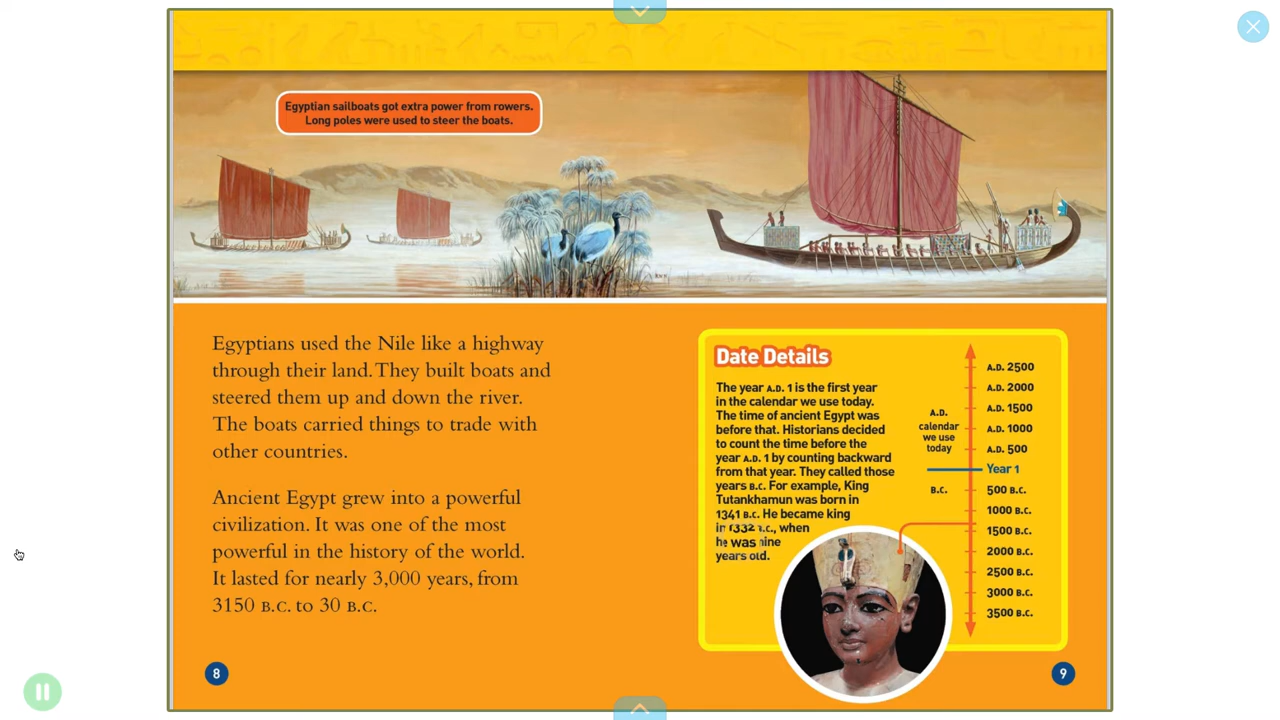 Egyptian sailboats got extra power from rowers.
Long poles were used to steer the boats.
Egyptians used the Nile like a highway
through their land. They built boats and
steered them up and down the river.
The boats carried things to trade with
other countries.
Ancient Egypt grew into a powerful
civilization. It was one of the most
powerful in the history of the world.
It lasted for nearly 3,000 years, from
3150 B.C. to 30 B.C.
8
Date Details
The year A.D. 1 is the first year
in the calendar we use today.
The time of ancient Egypt was
before that. Historians decided
to count the time before the
year A.D. 1 by counting backward
from that year. They called those
years B.C. For example, King
Tutankhamun was born in
1341 B.C. He became king
in 1332 B.C., when
he was nine
years old.
A.D.
calendar
we use
today
B.C.
A.D. 2500
A.D. 2000
A.D. 1500
A.D. 1000
A.D. 500
Year 1
500 B.C.
1000 B.C.
1500 B.C.
2000 B.C.
2500 B.C.
3000 B.C.
3500 B.C.
9